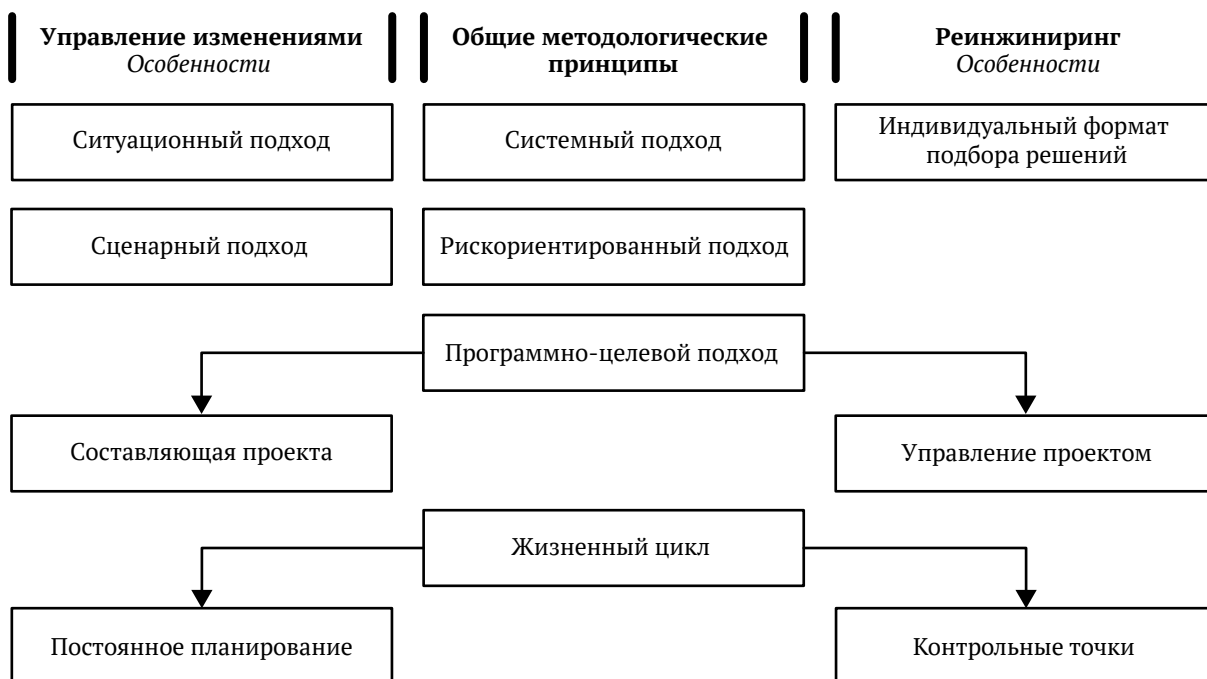 Управление изменениями
Особенности
Общие методологические
принципы
Реинжиниринг
Особенности
Ситуационный подход
Системный подход
Индивидуальный формат
подбора решений
Сценарный подход
Рискориентированный подход
Программно-целевой подход
Составляющая проекта
Управление проектом
Жизненный цикл
Постоянное планирование
Контрольные точки